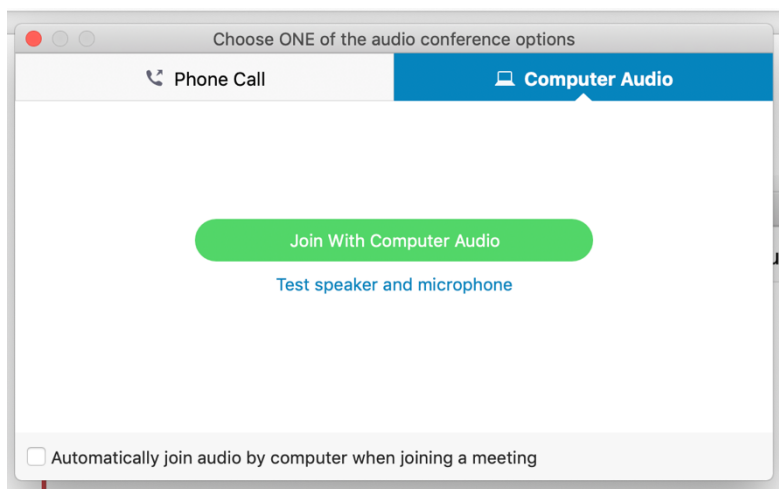 Choose ONE of the audio conference options
Phone Call
Computer Audio
Join With Computer Audio
Test speaker and microphone
Automatically join audio by computer when joining a meeting